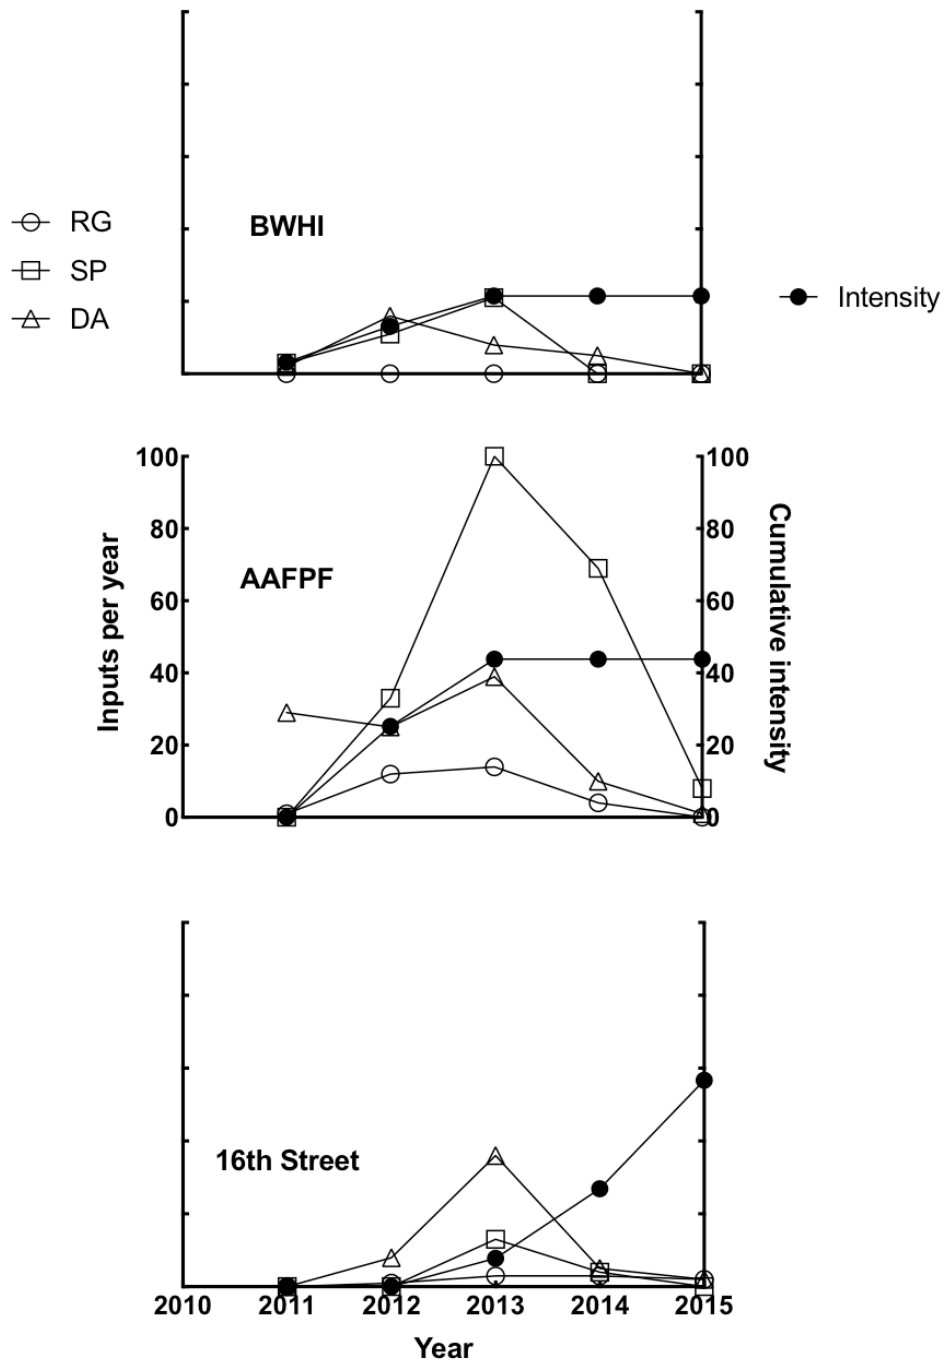 BWHI
RG
SP
DA
Intensity
AAFPF
Inputs per year
100
80
60
40
20
0
Cumulative intensity
100
80
60
40
20
0
16th Street
2010 2011 2012 2013 2014 2015
Year